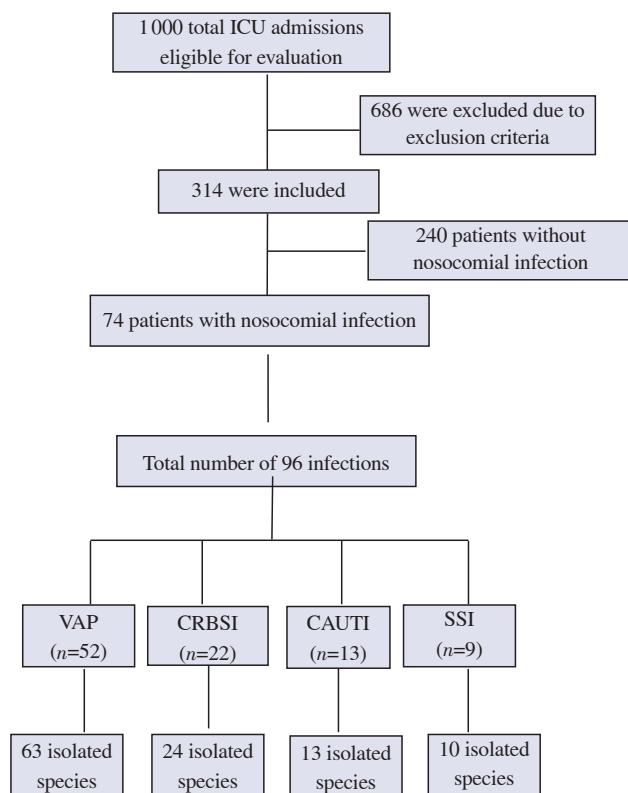 1 000 total ICU admissions
eligible for evaluation
686 were excluded due to
exclusion criteria
314 were included
240 patients without
nosocomial infection
74 patients with nosocomial infection
Total number of 96 infections
VAP
(n=52)
CRBSI
(n=22)
CAUTI
(n=13)
SSI
(n=9)
63 isolated
species
24 isolated
species
13 isolated
species
10 isolated
species